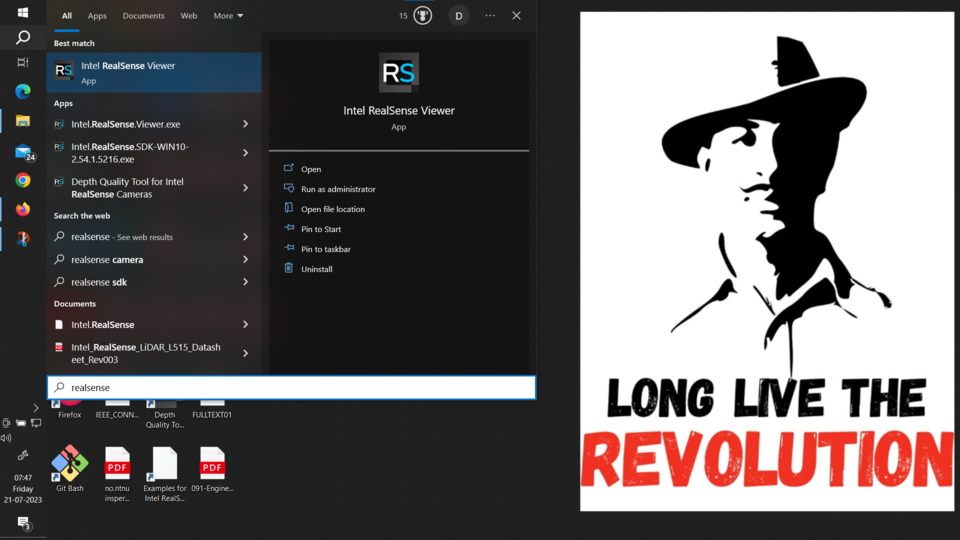 All Apps Documents Web More 15 D
Best match
RS
Intel RealSense Viewer
App
Apps
Intel.RealSense.Viewer.exe
Intel.RealSense.SDK-WIN10-
2.54.1.5216.exe
Depth Quality Tool for Intel
RealSense Cameras
Search the web
realsense - See web results
realsense camera
realsense sdk
Documents
Intel.RealSense
Intel_RealSense_LiDAR_L515_Datash
eet_Rev003
RS
Intel RealSense Viewer
App
Open
Run as administrator
Open file location
Pin to Start
Pin to taskbar
Uninstall
realsense
Firefox
IEEE_CONN...
Depth
Quality To...
FULLTEXT01
Git Bash
PDF
no.ntnu
insper...
Examples for
Intel RealS...
PDF
091-Engine...
24
07:47
Friday
21-07-2023
3
LONG LIVE THE
REVOLUTION